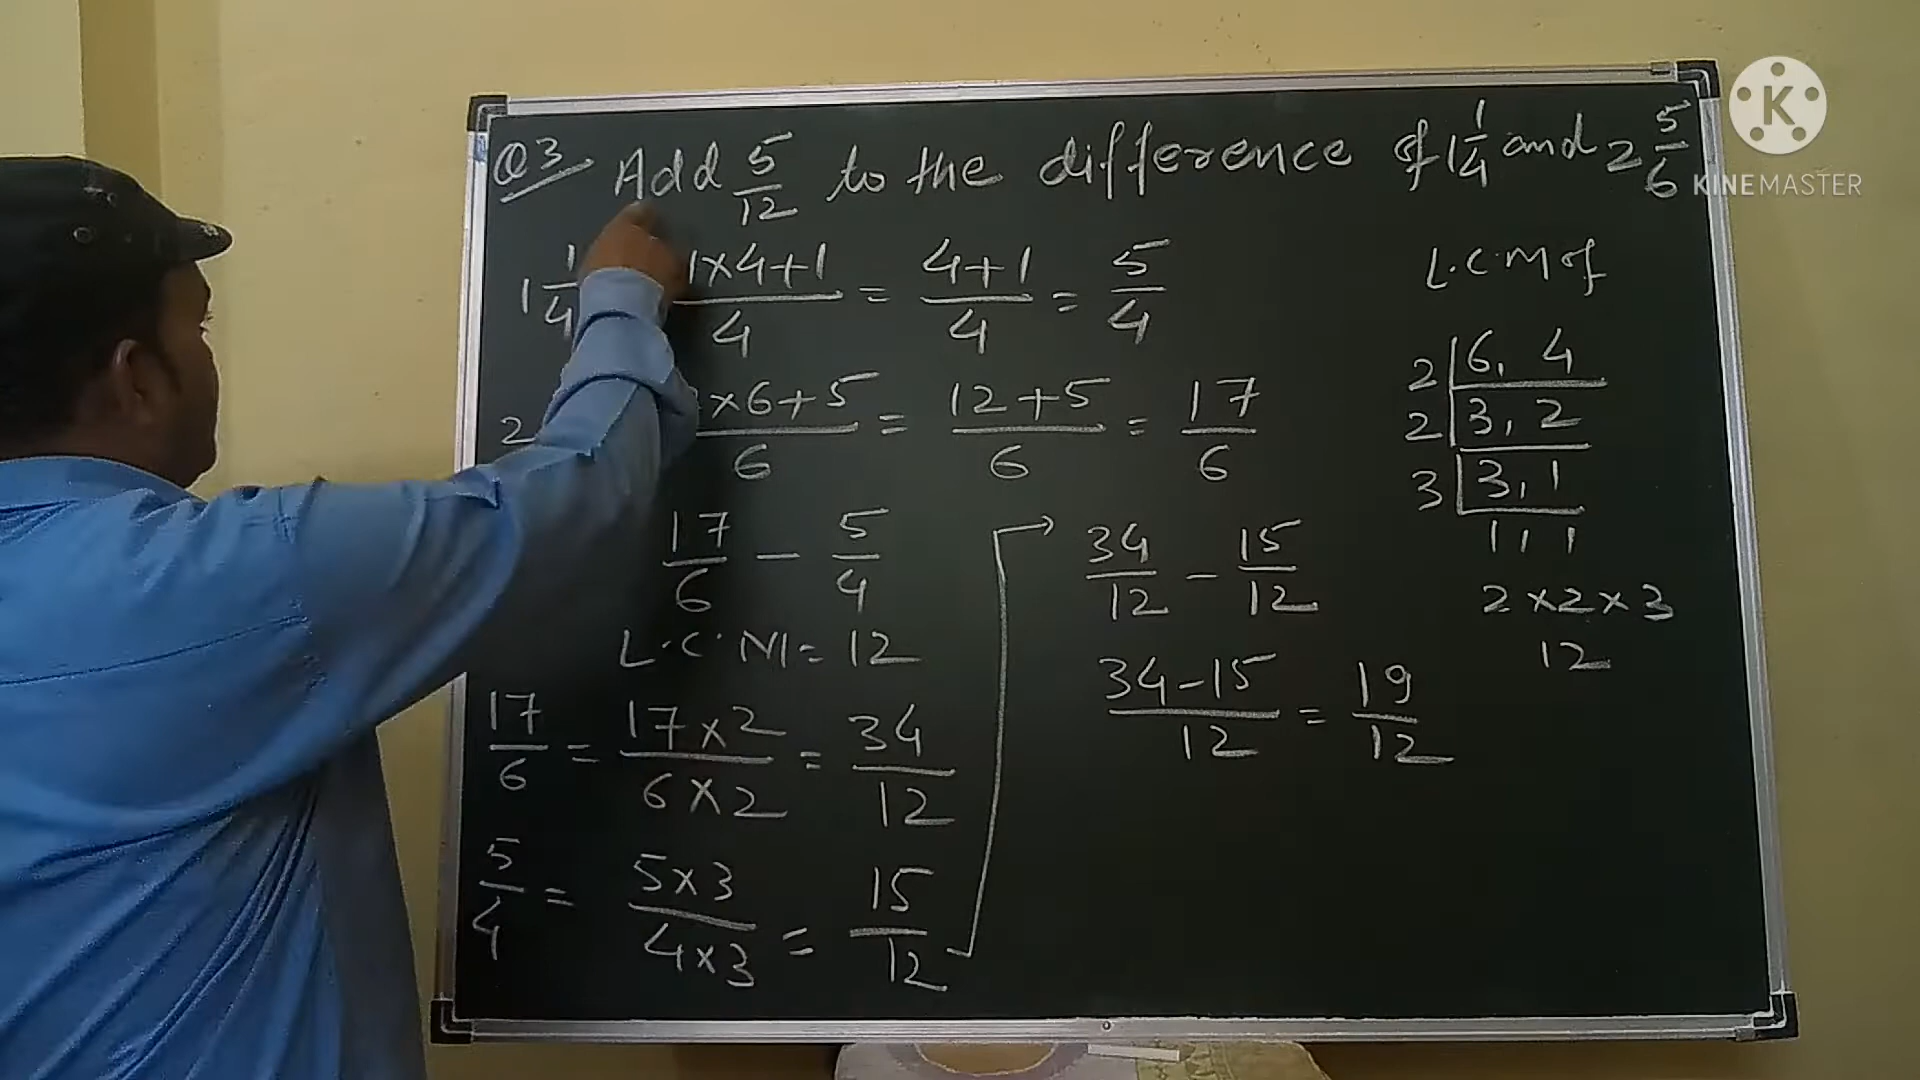 Q3 Add 5/12 to the difference of 1 1/4 and 2 5/6
1 1/4 1×4+1/4 = 4+1/4 = 5/4
2 ×6+5/6 = 12+5/6 = 17/6
17/6 - 5/4
L.C.M = 12
17/6 = 17×2/6×2 = 34/12
5/4 = 5×3/4×3 = 15/12
→ 34/12 - 15/12
34-15/12 = 19/12
L.C.M of
2 | 6, 4
2 | 3, 2
3 | 3, 1
1, 1
2×2×3
12
K
KINEMASTER